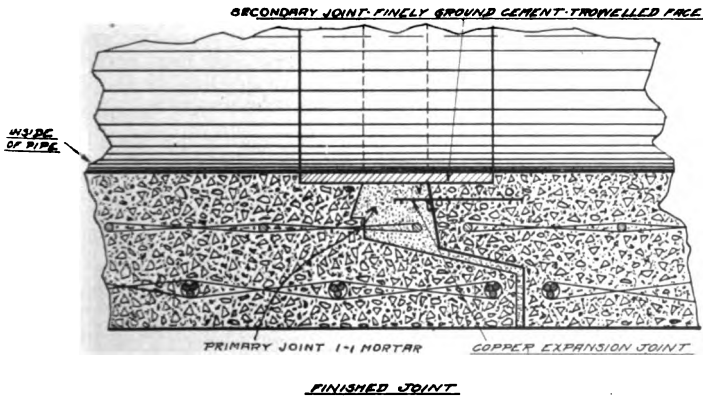 SECONDARY JOINT-FINELY GROUND CEMENT-TROWELLED FACE
INSIDE
OF PIPE
PRIMARY JOINT 1-1 MORTAR
COPPER EXPANSION JOINT
FINISHED JOINT